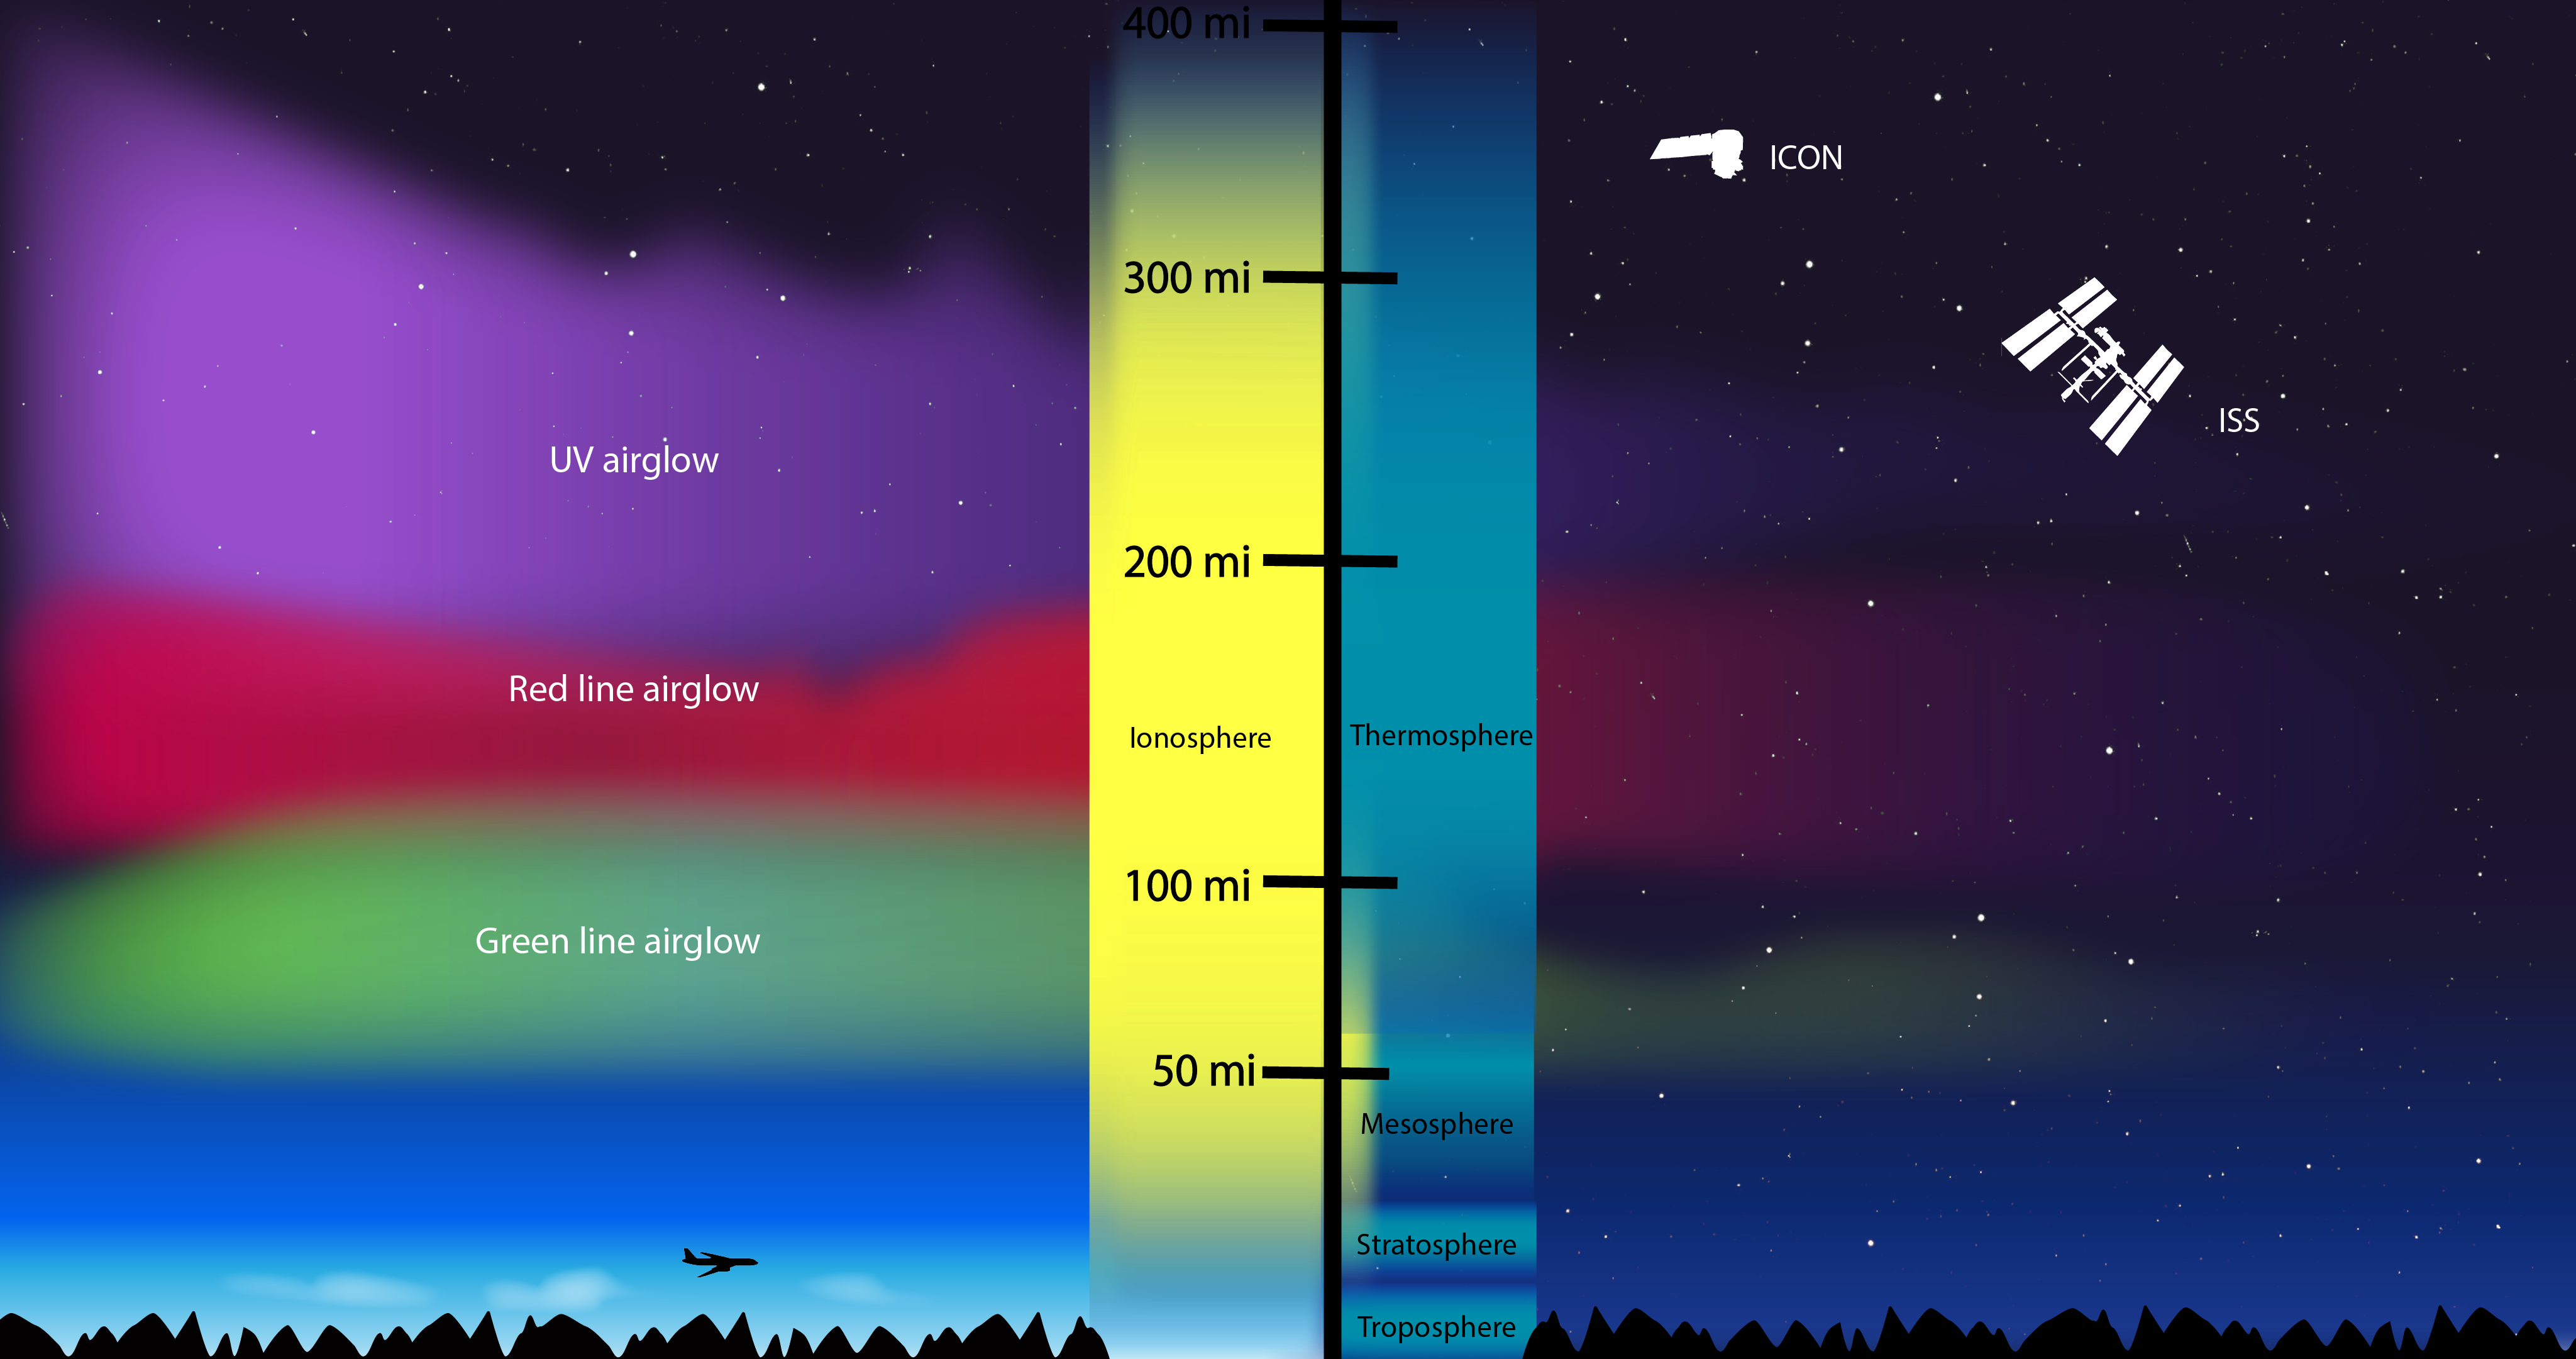 400 mi
ICON
300 mi
ISS
UV airglow
200 mi
Red line airglow
Ionosphere
Thermosphere
100 mi
Green line airglow
50 mi
Mesosphere
Stratosphere
Troposphere